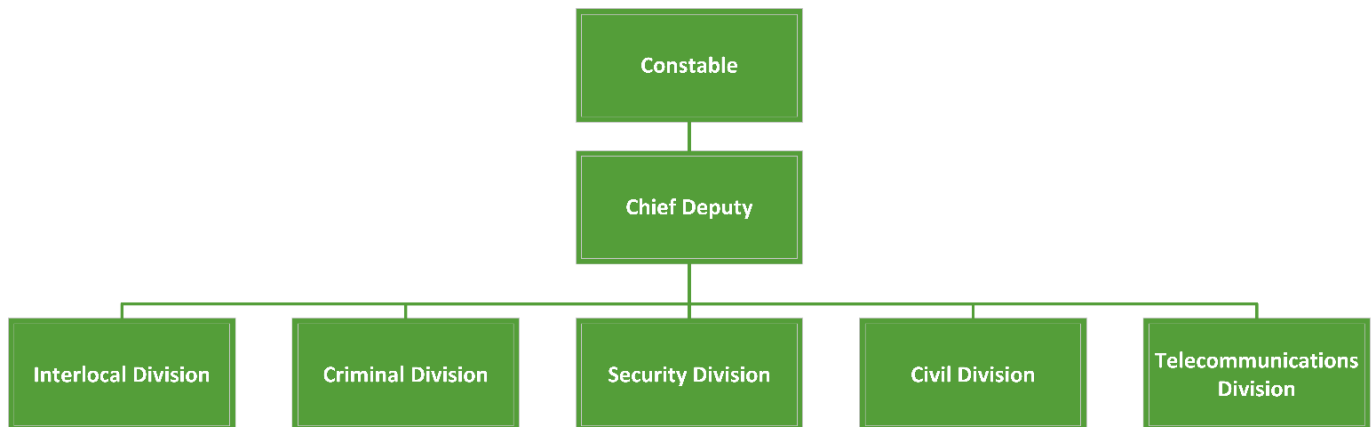 Constable
Chief Deputy
Interlocal Division
Criminal Division
Security Division
Civil Division
Telecommunications
Division